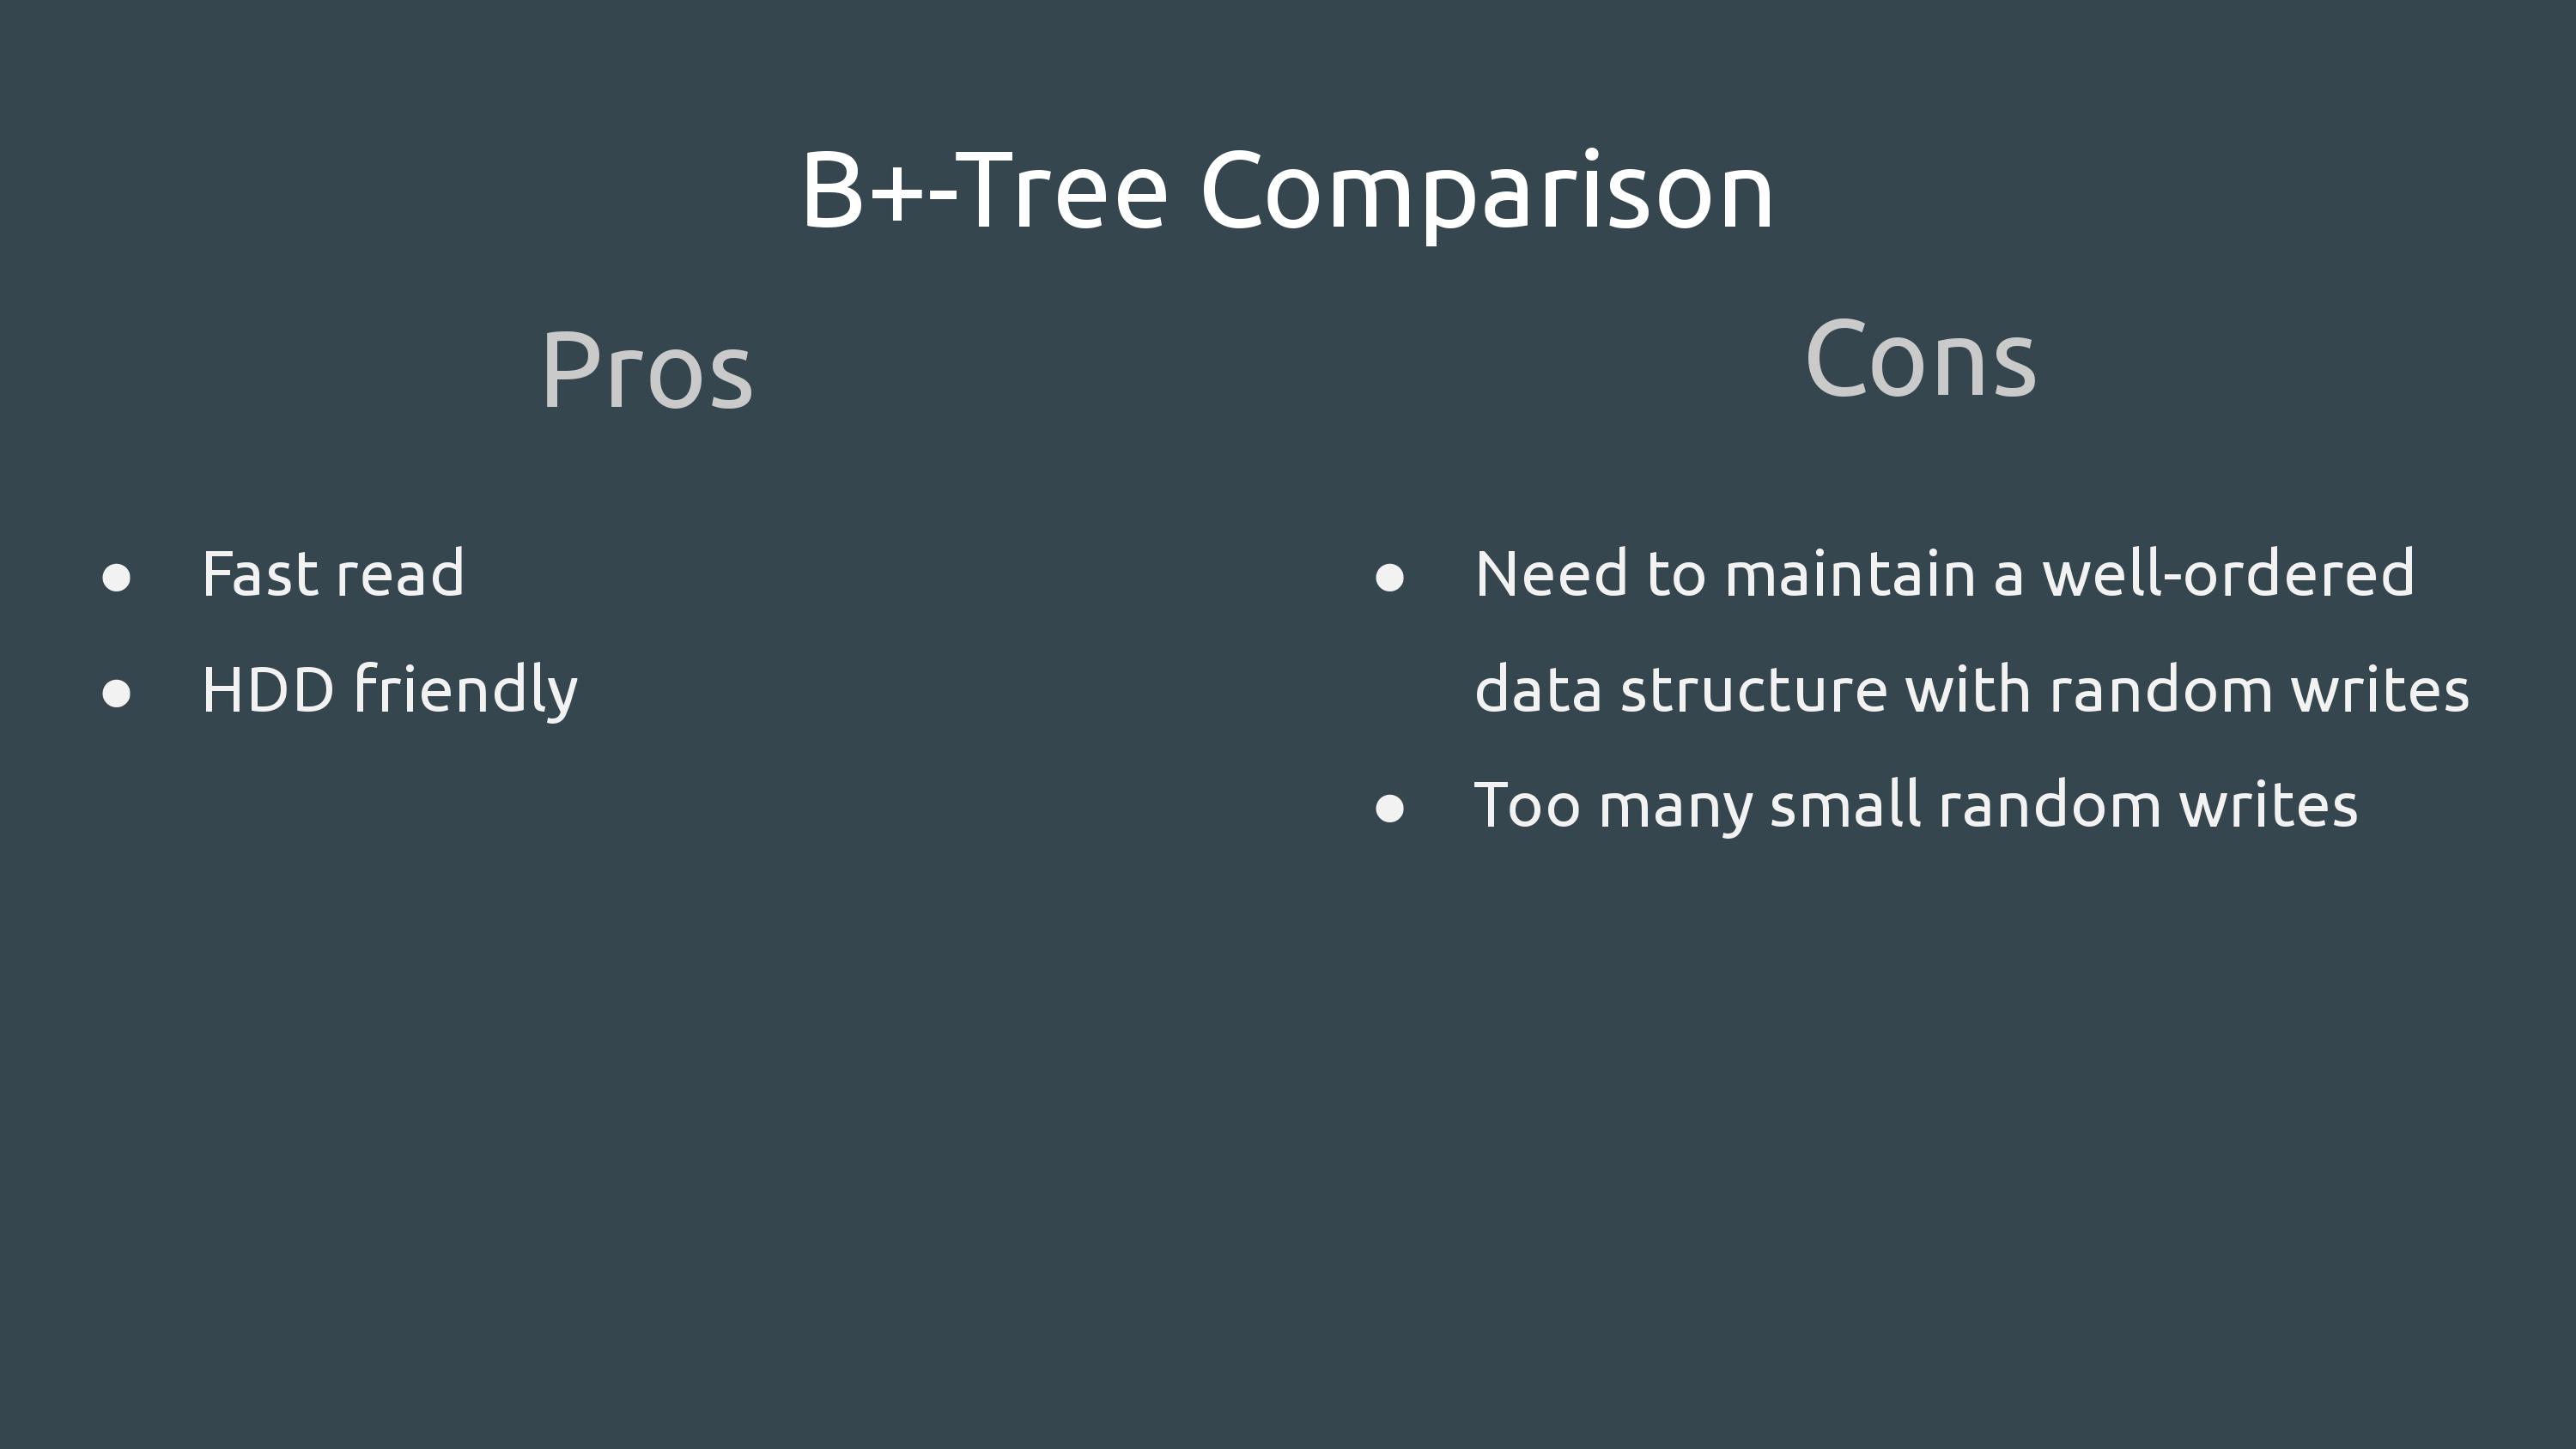 B+-Tree Comparison
Pros
● Fast read
● HDD friendly
Cons
● Need to maintain a well-ordered
data structure with random writes
● Too many small random writes